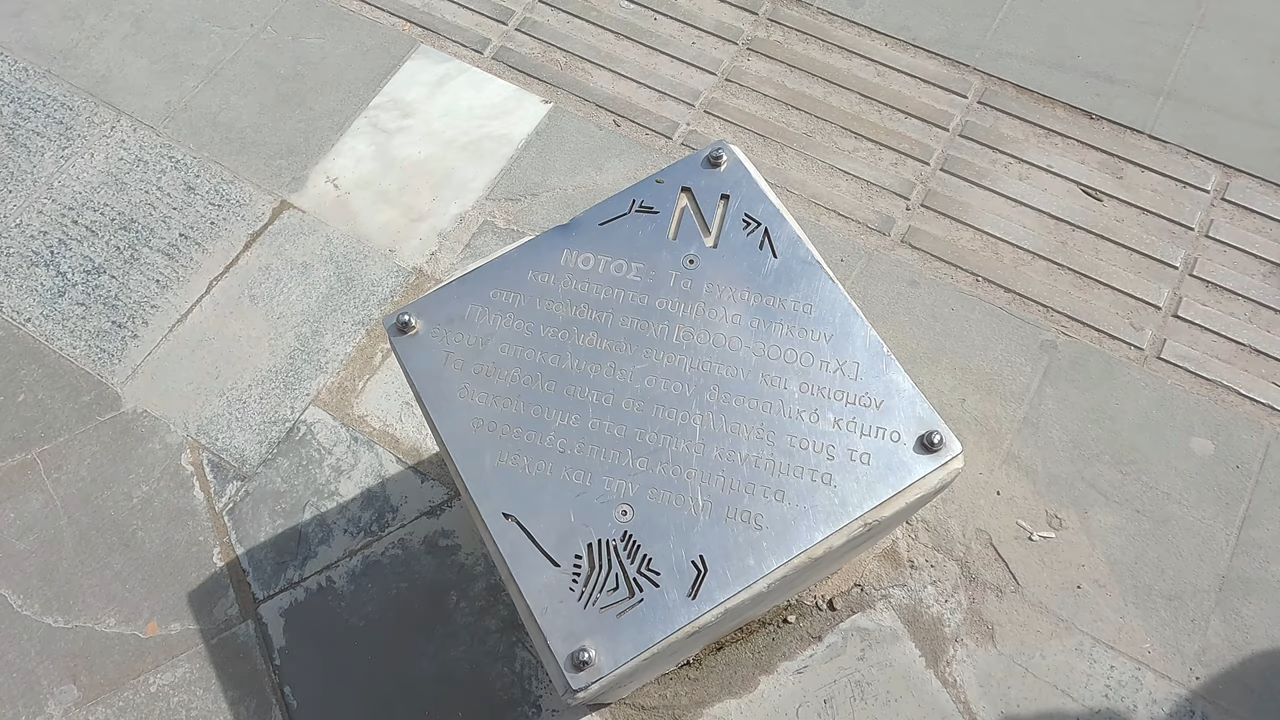 N
ΝΟΤΟΣ: Τα εγχάρακτα
και διάτρητα σύμβολα ανήκουν
στην νεολιθική εποχή [6000-3000 π.Χ.].
Πλήθος νεολιθικών ευρημάτων και οικισμών
έχουν αποκαλυφθεί στον θεσσαλικό κάμπο.
Τα σύμβολα αυτά σε παραλλαγές τους τα
διακρίνουμε στα τοπικά κεντήματα,
φορεσιές, έπιπλα, κοσμήματα...
μέχρι και την εποχή μας.